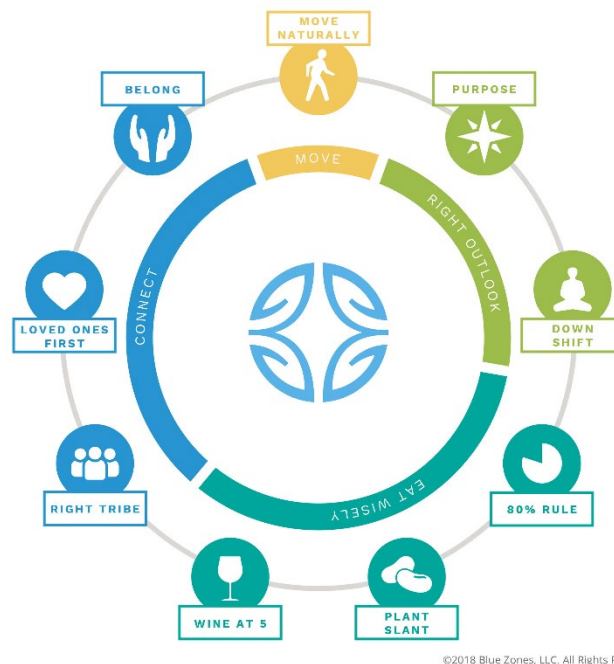 MOVE
NATURALLY
PURPOSE
DOWN
SHIFT
80% RULE
PLANT
SLANT
WINE AT 5
RIGHT TRIBE
LOVED ONES
FIRST
BELONG
MOVE
RIGHT OUTLOOK
EAT WISELY
CONNECT
©2018 Blue Zones, LLC. All Rights